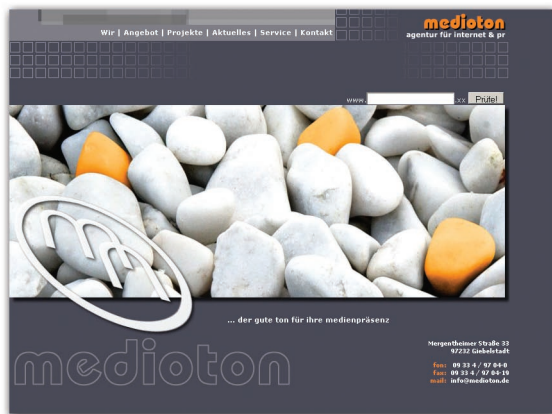 Wir | Angebot | Projekte | Aktuelles | Service | Kontakt
medioton
agentur für internet & pr
www. .xx Prüfe!
... der gute ton für ihre medienpräsenz
medioton
Mergentheimer Straße 33
97232 Giebelstadt
fon: 09 33 4 / 97 04-0
fax: 09 33 4 / 97 04-19
mail: info@medioton.de